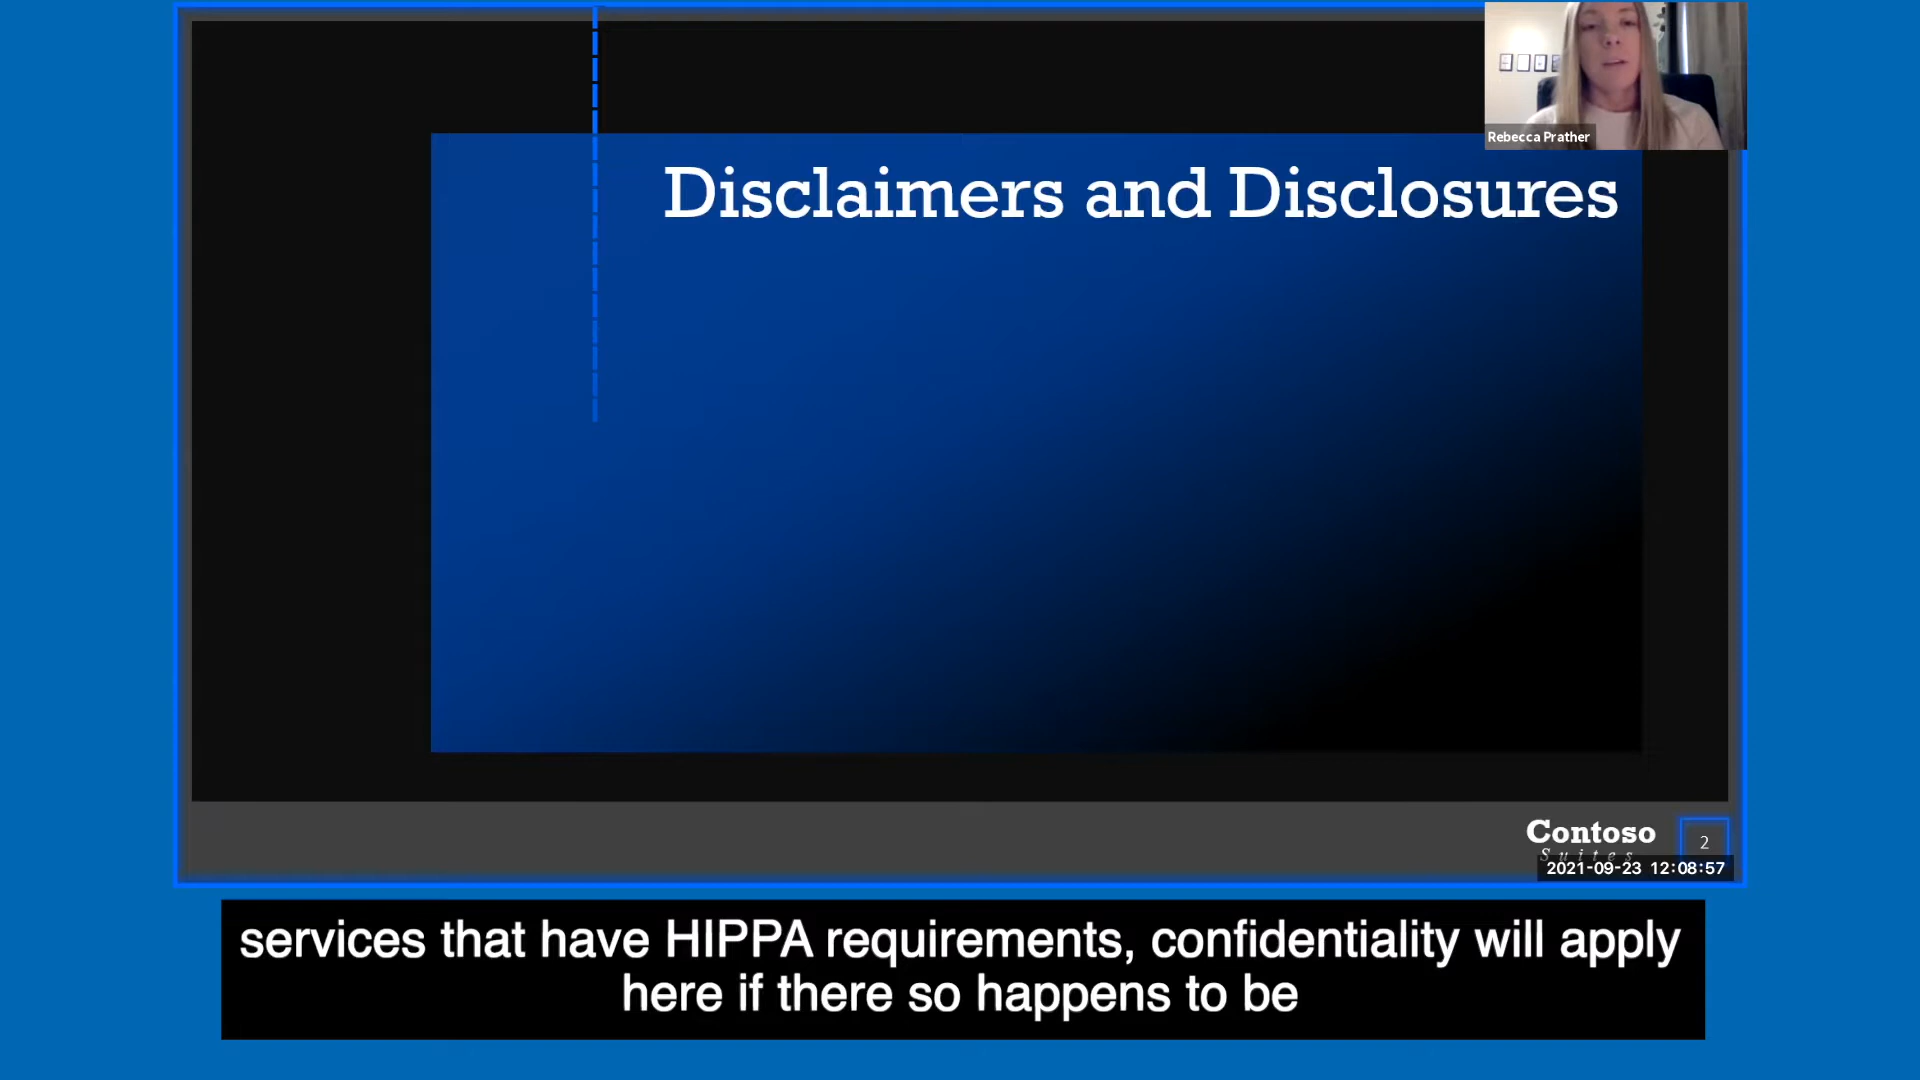 Rebecca Prather
Disclaimers and Disclosures
Contoso
Suites
2
2021-09-23 12:08:57
services that have HIPPA requirements, confidentiality will apply
here if there so happens to be